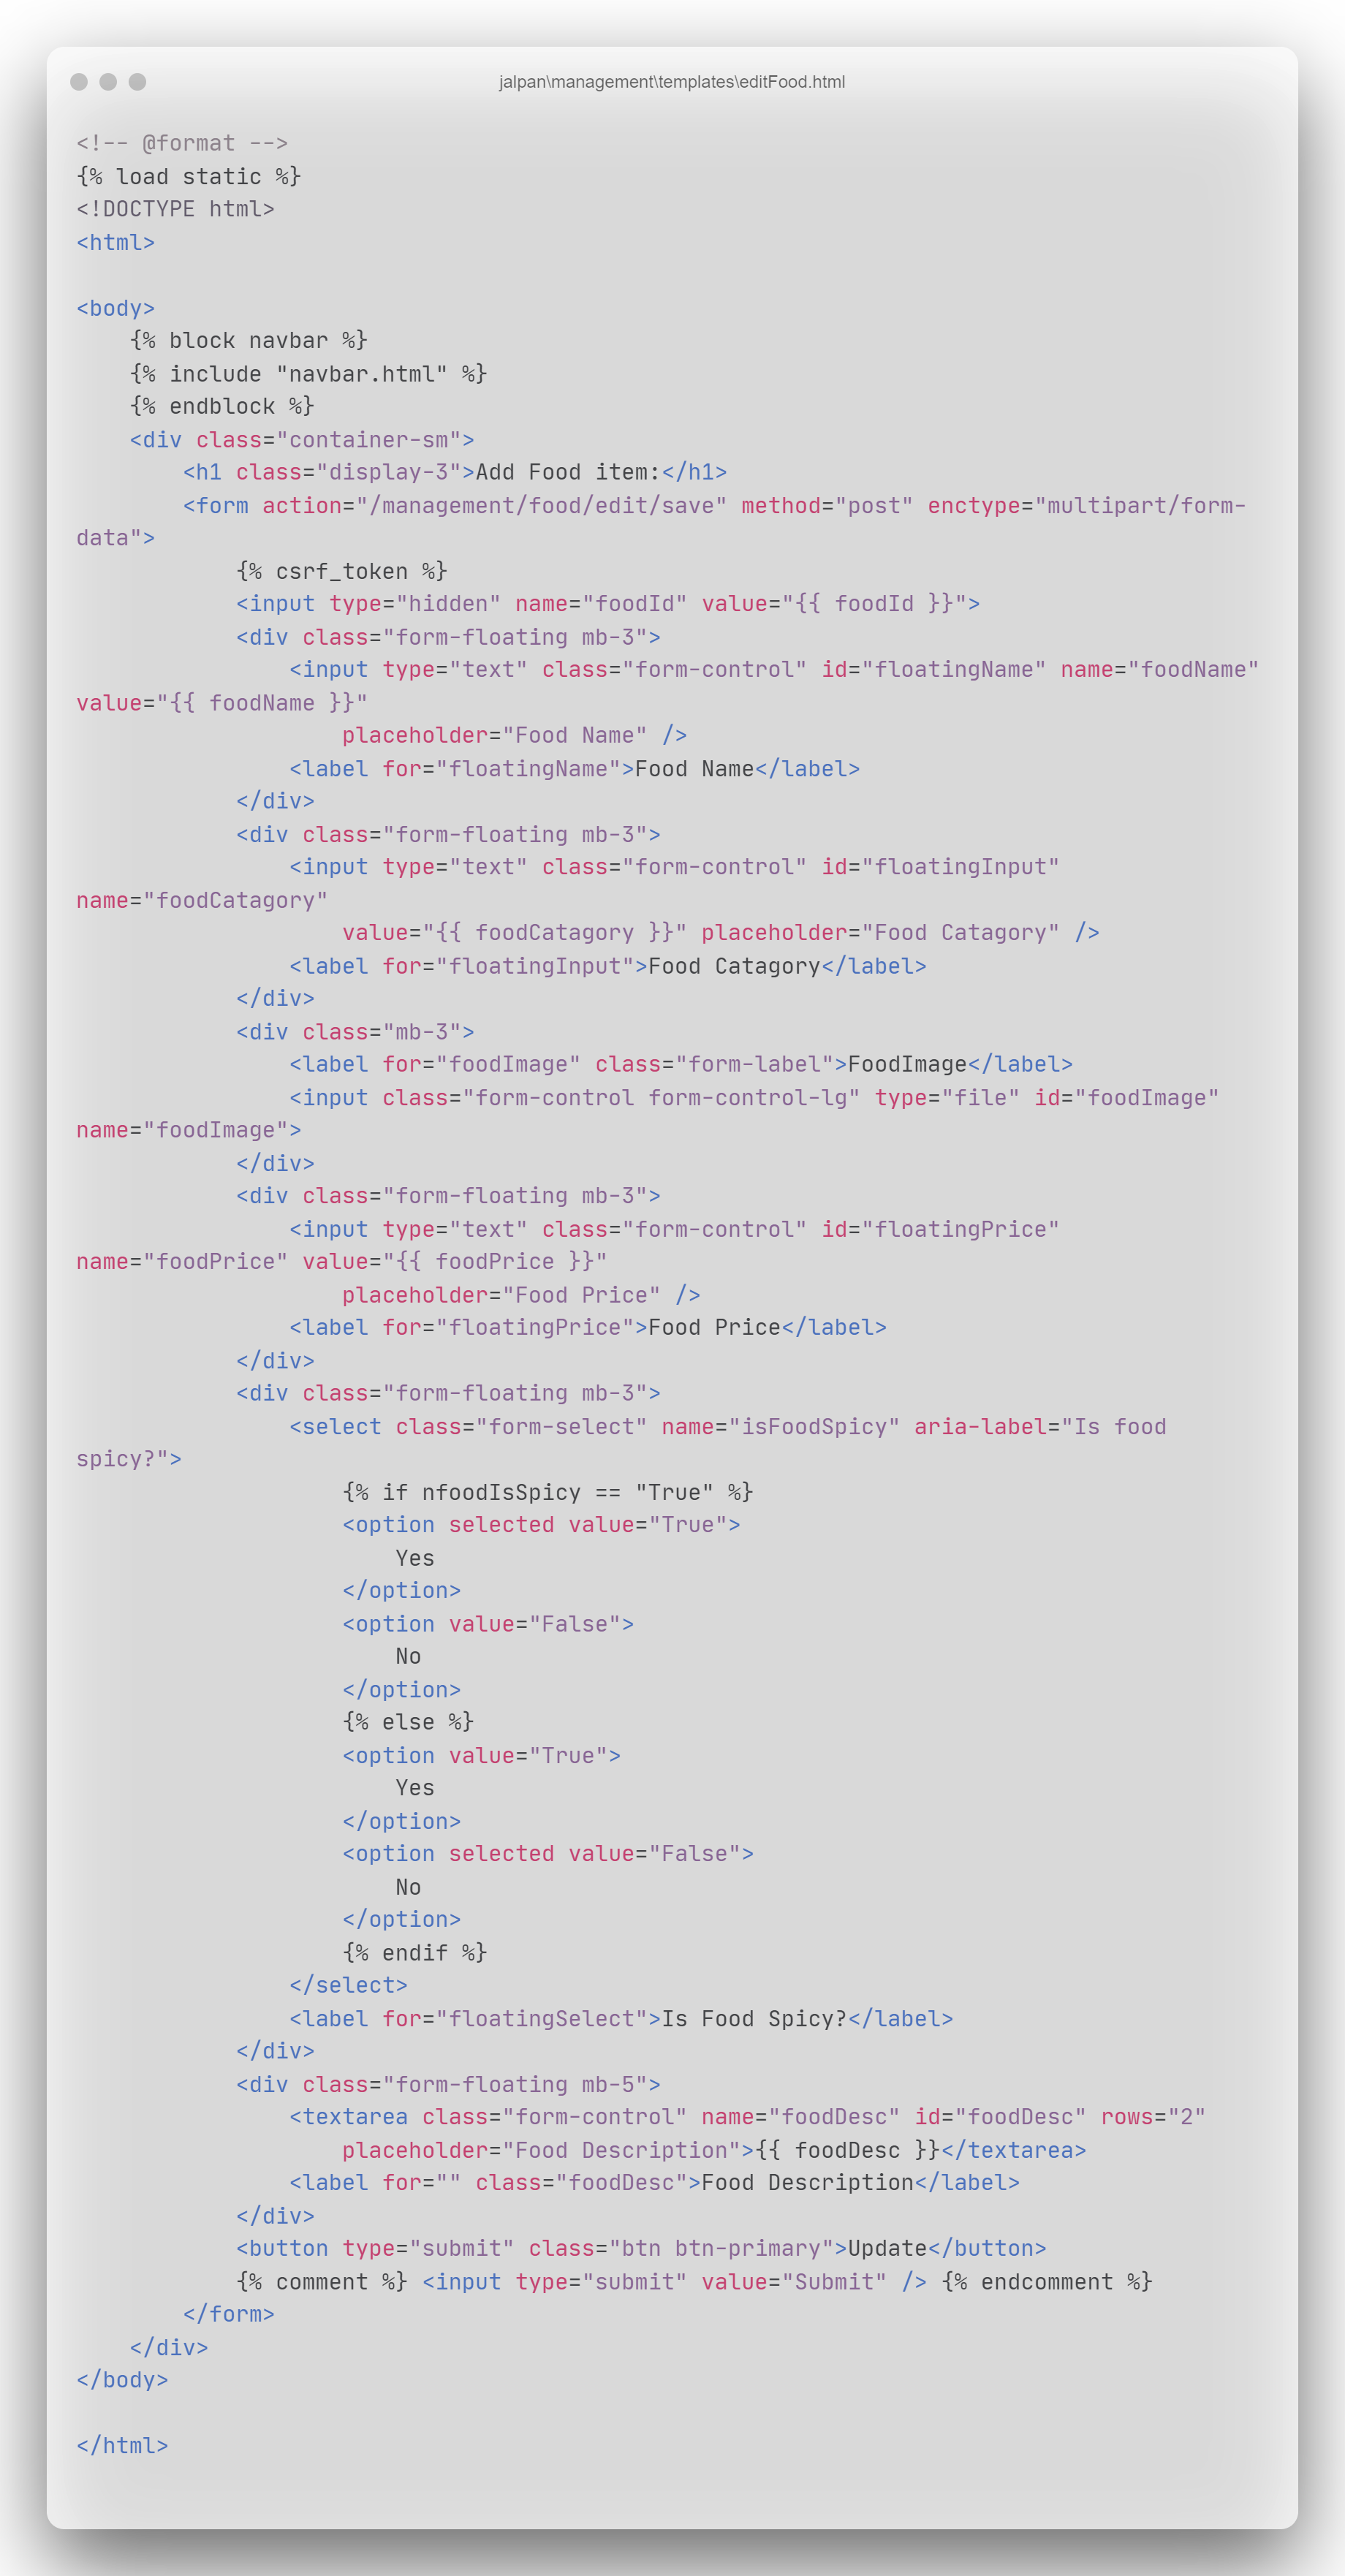 jalpan\management\templates\editFood.html
<!-- @format -->
{% load static %}
<!DOCTYPE html>
<html>

<body>
    {% block navbar %}
    {% include "navbar.html" %}
    {% endblock %}
    <div class="container-sm">
        <h1 class="display-3">Add Food item:</h1>
        <form action="/management/food/edit/save" method="post" enctype="multipart/form-
data">
            {% csrf_token %}
            <input type="hidden" name="foodId" value="{{ foodId }}">
            <div class="form-floating mb-3">
                <input type="text" class="form-control" id="floatingName" name="foodName"
value="{{ foodName }}"
                    placeholder="Food Name" />
                <label for="floatingName">Food Name</label>
            </div>
            <div class="form-floating mb-3">
                <input type="text" class="form-control" id="floatingInput"
name="foodCatagory"
                    value="{{ foodCatagory }}" placeholder="Food Catagory" />
                <label for="floatingInput">Food Catagory</label>
            </div>
            <div class="mb-3">
                <label for="foodImage" class="form-label">FoodImage</label>
                <input class="form-control form-control-lg" type="file" id="foodImage"
name="foodImage">
            </div>
            <div class="form-floating mb-3">
                <input type="text" class="form-control" id="floatingPrice"
name="foodPrice" value="{{ foodPrice }}"
                    placeholder="Food Price" />
                <label for="floatingPrice">Food Price</label>
            </div>
            <div class="form-floating mb-3">
                <select class="form-select" name="isFoodSpicy" aria-label="Is food
spicy?">
                    {% if nfoodIsSpicy == "True" %}
                    <option selected value="True">
                        Yes
                    </option>
                    <option value="False">
                        No
                    </option>
                    {% else %}
                    <option value="True">
                        Yes
                    </option>
                    <option selected value="False">
                        No
                    </option>
                    {% endif %}
                </select>
                <label for="floatingSelect">Is Food Spicy?</label>
            </div>
            <div class="form-floating mb-5">
                <textarea class="form-control" name="foodDesc" id="foodDesc" rows="2"
                    placeholder="Food Description">{{ foodDesc }}</textarea>
                <label for="" class="foodDesc">Food Description</label>
            </div>
            <button type="submit" class="btn btn-primary">Update</button>
            {% comment %} <input type="submit" value="Submit" /> {% endcomment %}
        </form>
    </div>
</body>

</html>